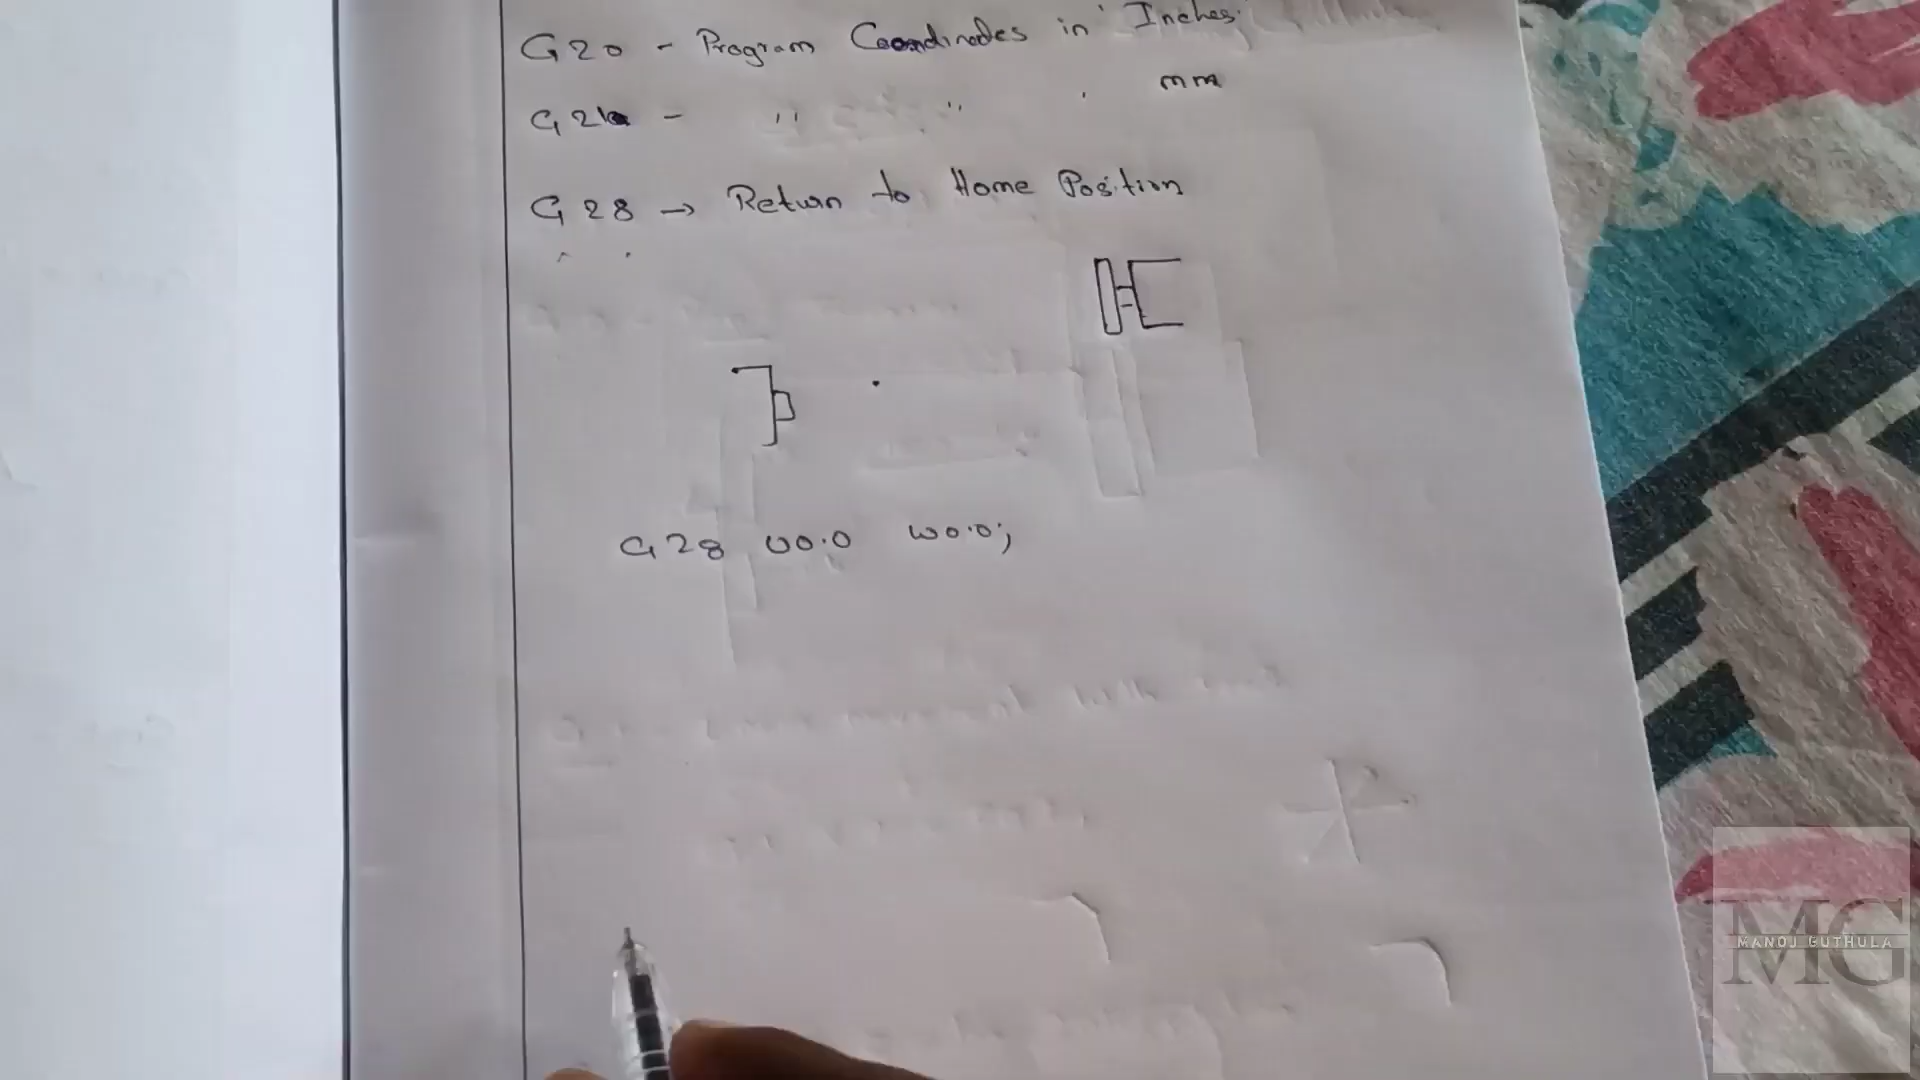 G20 - Program Coordinades in Inches
G21 - " " mm
G28 → Return to Home Position
G28 U0.0 W0.0;
MG
MANOJ GUTHULA